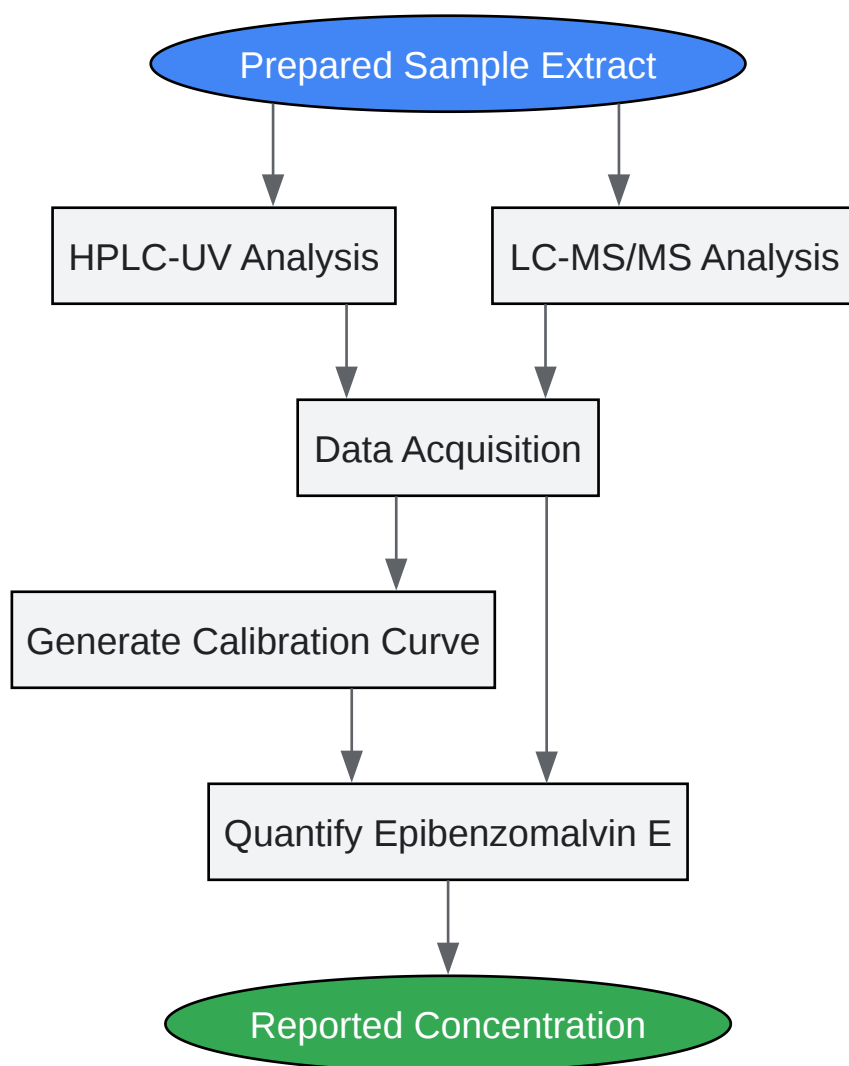 Prepared Sample Extract
HPLC-UV Analysis
LC-MS/MS Analysis
Data Acquisition
Generate Calibration Curve
Quantify Epibenzomalvin E
Reported Concentration